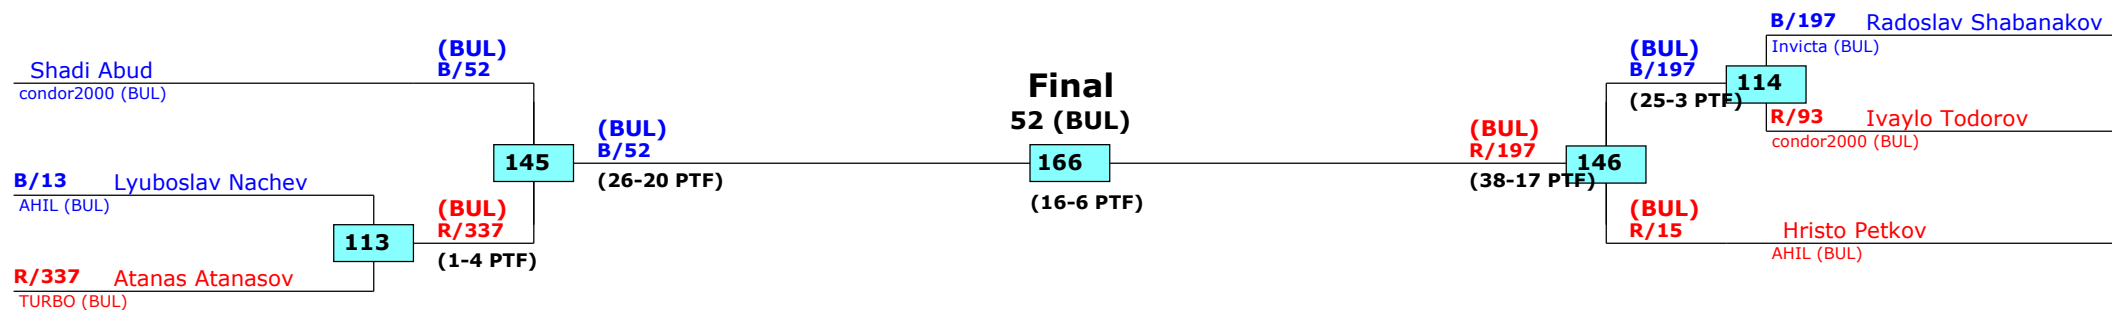 Shadi Abud
condor2000 (BUL)
(BUL)
B/52
B/13 Lyuboslav Nachev
AHIL (BUL)
R/337 Atanas Atanasov
TURBO (BUL)
113
(BUL)
R/337
(1-4 PTF)
145
(BUL)
B/52
(26-20 PTF)
Final
52 (BUL)
166
(16-6 PTF)
(BUL)
R/197
(38-17 PTF)
146
(BUL)
B/197
(25-3 PTF)
114
B/197 Radoslav Shabanakov
Invicta (BUL)
R/93 Ivaylo Todorov
condor2000 (BUL)
(BUL)
R/15 Hristo Petkov
AHIL (BUL)